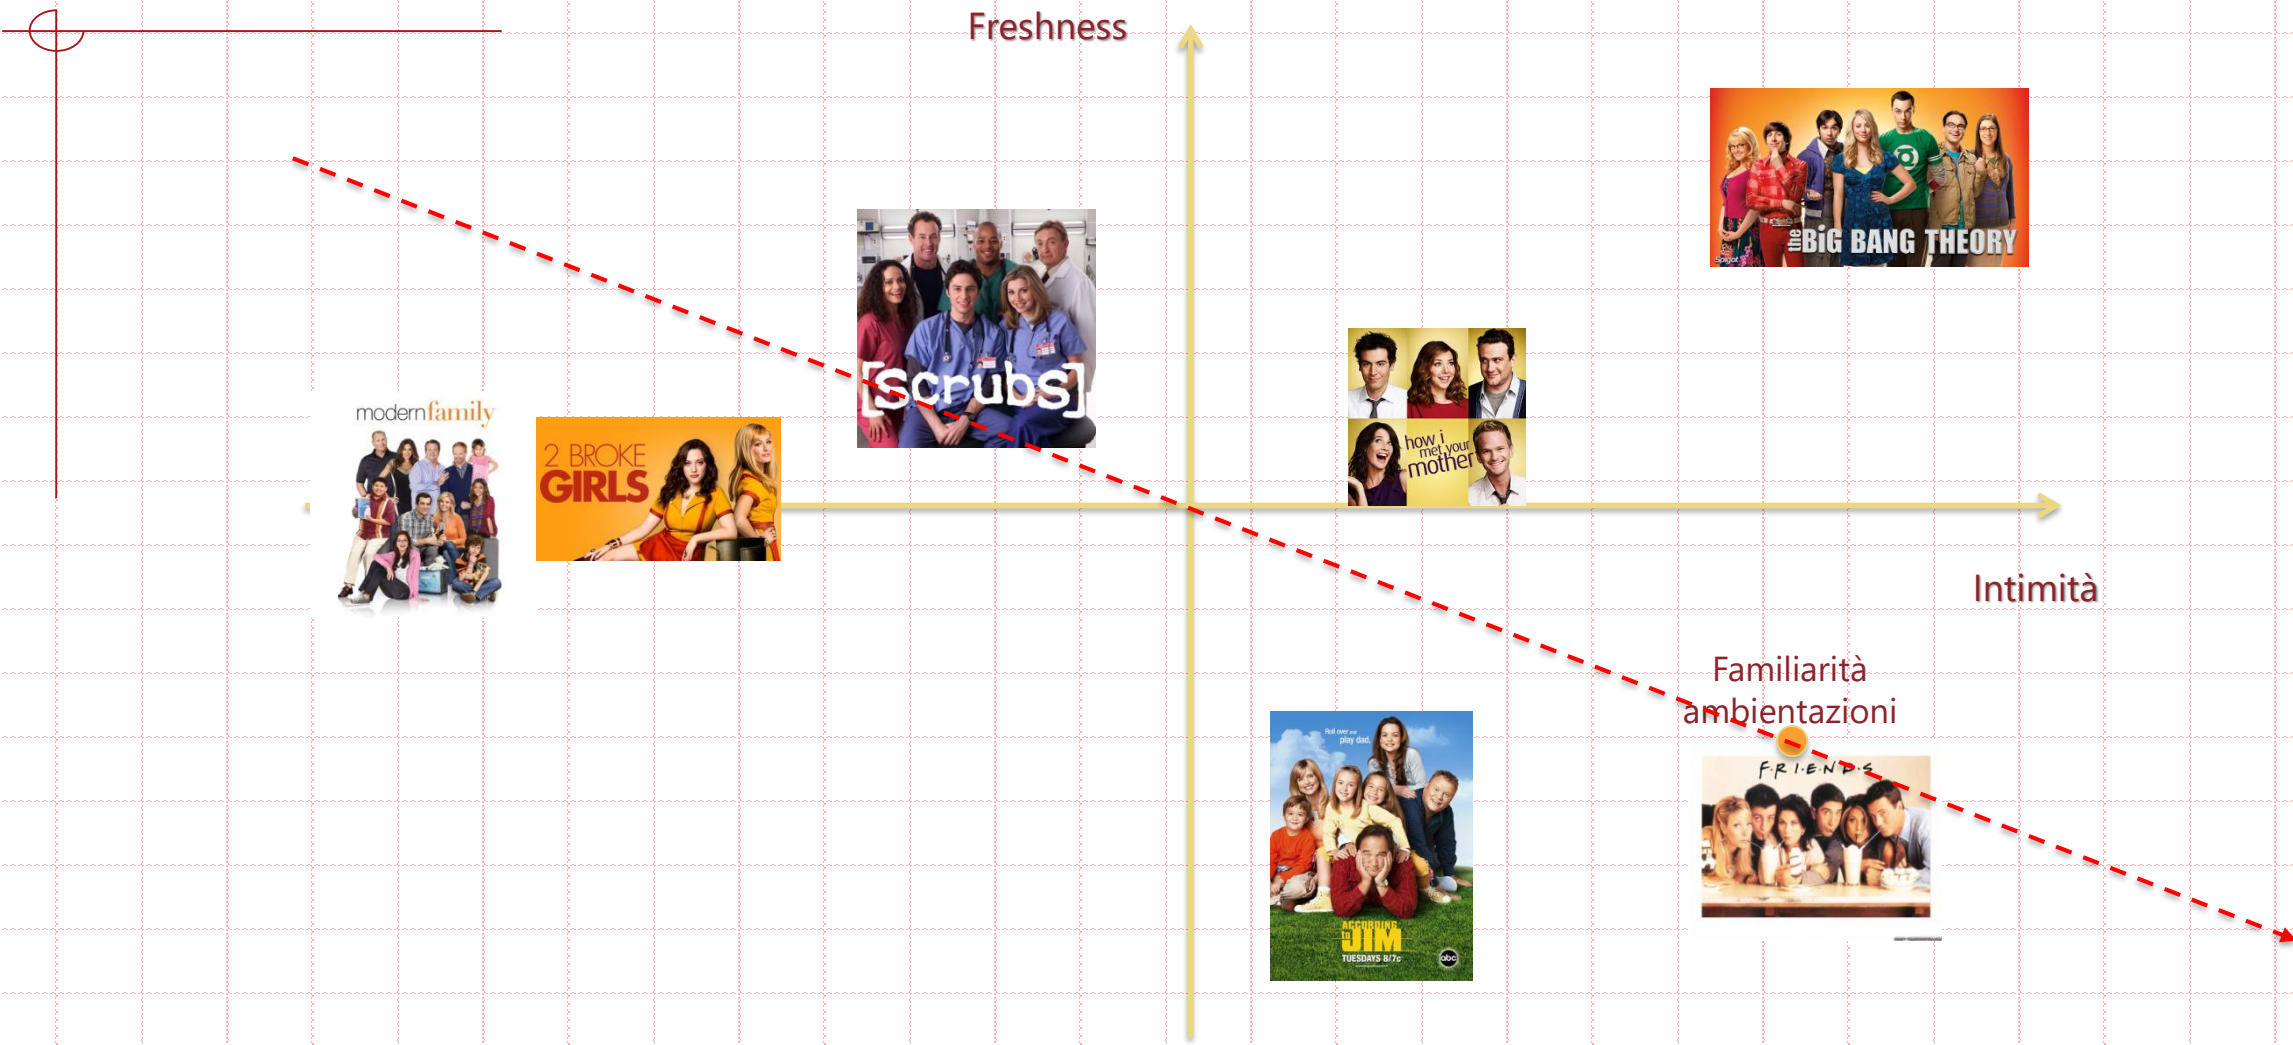 Freshness
the BiG BANG THEORY
Spigot
[scrubs]
how i
met your
mother
modern family
2 BROKE
GIRLS
Intimità
Familiarità
ambientazioni
Roll over and
play dad.
F·R·I·E·N·D·S
ACCORDING
to JIM
TUESDAYS 8/7c
abc